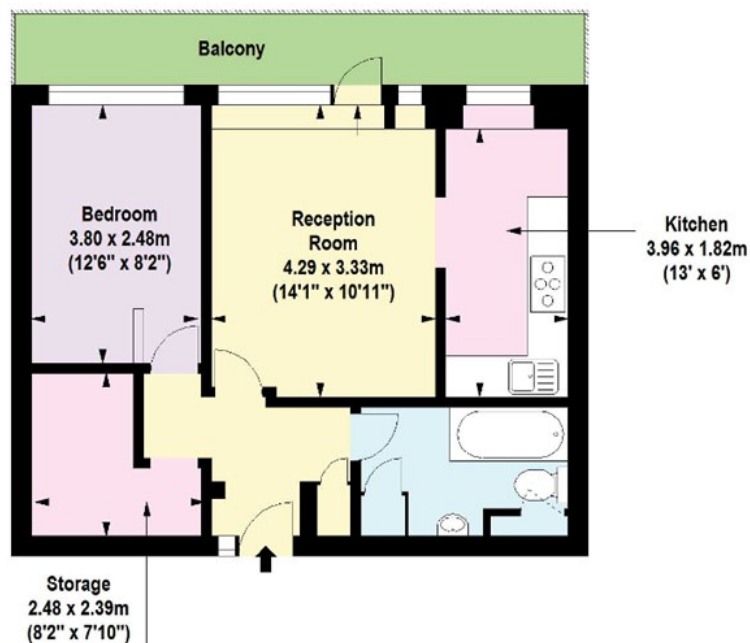 Balcony
Bedroom
3.80 x 2.48m
(12'6" x 8'2")
Reception
Room
4.29 x 3.33m
(14'1" x 10'11")
Kitchen
3.96 x 1.82m
(13' x 6')
Storage
2.48 x 2.39m
(8'2" x 7'10")